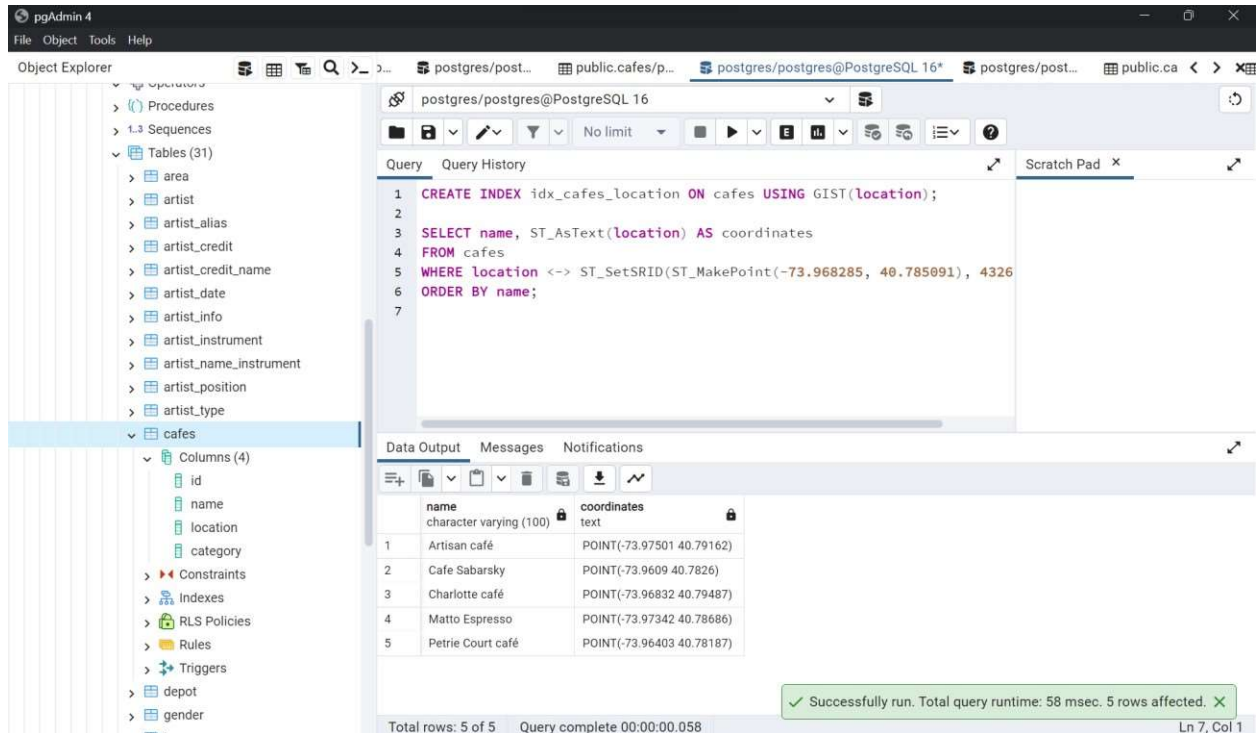 pgAdmin 4
File Object Tools Help
Object Explorer
postgres/post...
public.cafes/p...
postgres/postgres@PostgreSQL 16*
postgres/post...
public.ca
Procedures
1..3 Sequences
Tables (31)
area
artist
artist_alias
artist_credit
artist_credit_name
artist_date
artist_info
artist_instrument
artist_name_instrument
artist_position
artist_type
cafes
Columns (4)
id
name
location
category
Constraints
Indexes
RLS Policies
Rules
Triggers
depot
gender
postgres/postgres@PostgreSQL 16
No limit
E
Query Query History
Scratch Pad
1 CREATE INDEX idx_cafes_location ON cafes USING GIST(location);
2
3 SELECT name, ST_AsText(location) AS coordinates
4 FROM cafes
5 WHERE location <-> ST_SetSRID(ST_MakePoint(-73.968285, 40.785091), 4326
6 ORDER BY name;
7
Data Output Messages Notifications
name coordinates
character varying (100) text
1 Artisan café POINT(-73.97501 40.79162)
2 Cafe Sabarsky POINT(-73.9609 40.7826)
3 Charlotte café POINT(-73.96832 40.79487)
4 Matto Espresso POINT(-73.97342 40.78686)
5 Petrie Court café POINT(-73.96403 40.78187)
Successfully run. Total query runtime: 58 msec. 5 rows affected.
Total rows: 5 of 5 Query complete 00:00:00.058 Ln 7, Col 1